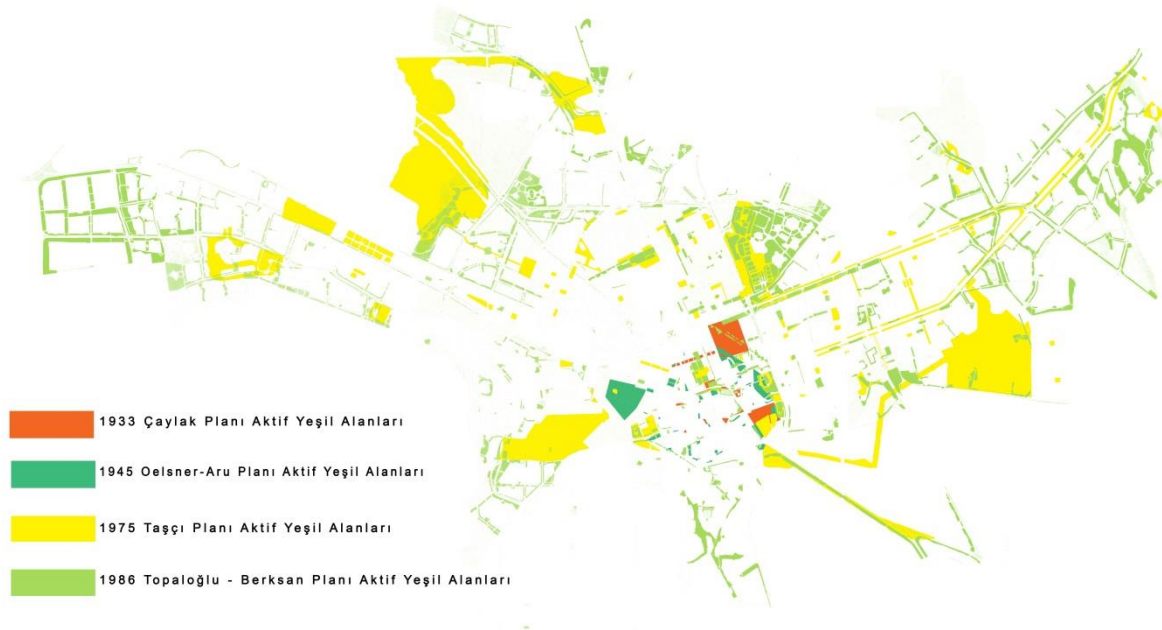 1933 Çaylak Planı Aktif Yeşil Alanları
1945 Oelsner-Aru Planı Aktif Yeşil Alanları
1975 Taşçı Planı Aktif Yeşil Alanları
1986 Topaloğlu - Berksan Planı Aktif Yeşil Alanları